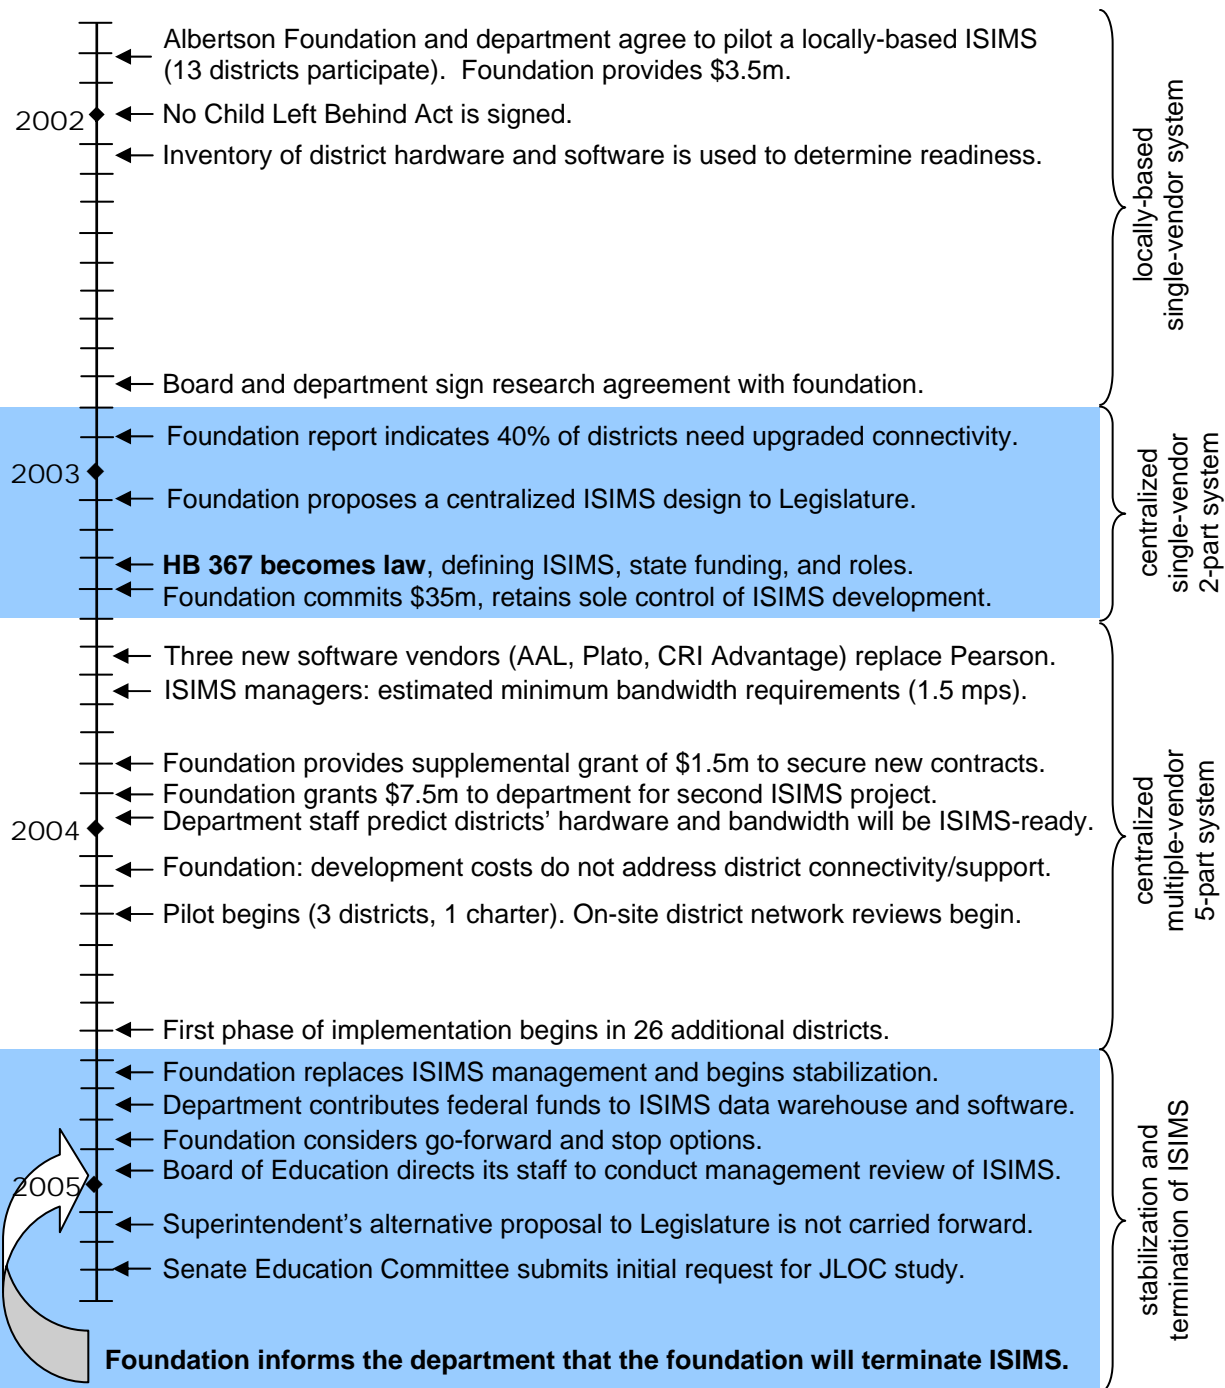 Albertson Foundation and department agree to pilot a locally-based ISIMS
(13 districts participate).  Foundation provides $3.5m.
2002
No Child Left Behind Act is signed.
Inventory of district hardware and software is used to determine readiness.
Board and department sign research agreement with foundation.
locally-based
single-vendor system
Foundation report indicates 40% of districts need upgraded connectivity.
2003
Foundation proposes a centralized ISIMS design to Legislature.
HB 367 becomes law, defining ISIMS, state funding, and roles.
Foundation commits $35m, retains sole control of ISIMS development.
centralized
single-vendor
2-part system
Three new software vendors (AAL, Plato, CRI Advantage) replace Pearson.
ISIMS managers: estimated minimum bandwidth requirements (1.5 mps).
Foundation provides supplemental grant of $1.5m to secure new contracts.
Foundation grants $7.5m to department for second ISIMS project.
Department staff predict districts' hardware and bandwidth will be ISIMS-ready.
2004
Foundation: development costs do not address district connectivity/support.
Pilot begins (3 districts, 1 charter). On-site district network reviews begin.
First phase of implementation begins in 26 additional districts.
centralized
multiple-vendor
5-part system
Foundation replaces ISIMS management and begins stabilization.
Department contributes federal funds to ISIMS data warehouse and software.
Foundation considers go-forward and stop options.
Board of Education directs its staff to conduct management review of ISIMS.
2005
Superintendent's alternative proposal to Legislature is not carried forward.
Senate Education Committee submits initial request for JLOC study.
stabilization and
termination of ISIMS
Foundation informs the department that the foundation will terminate ISIMS.